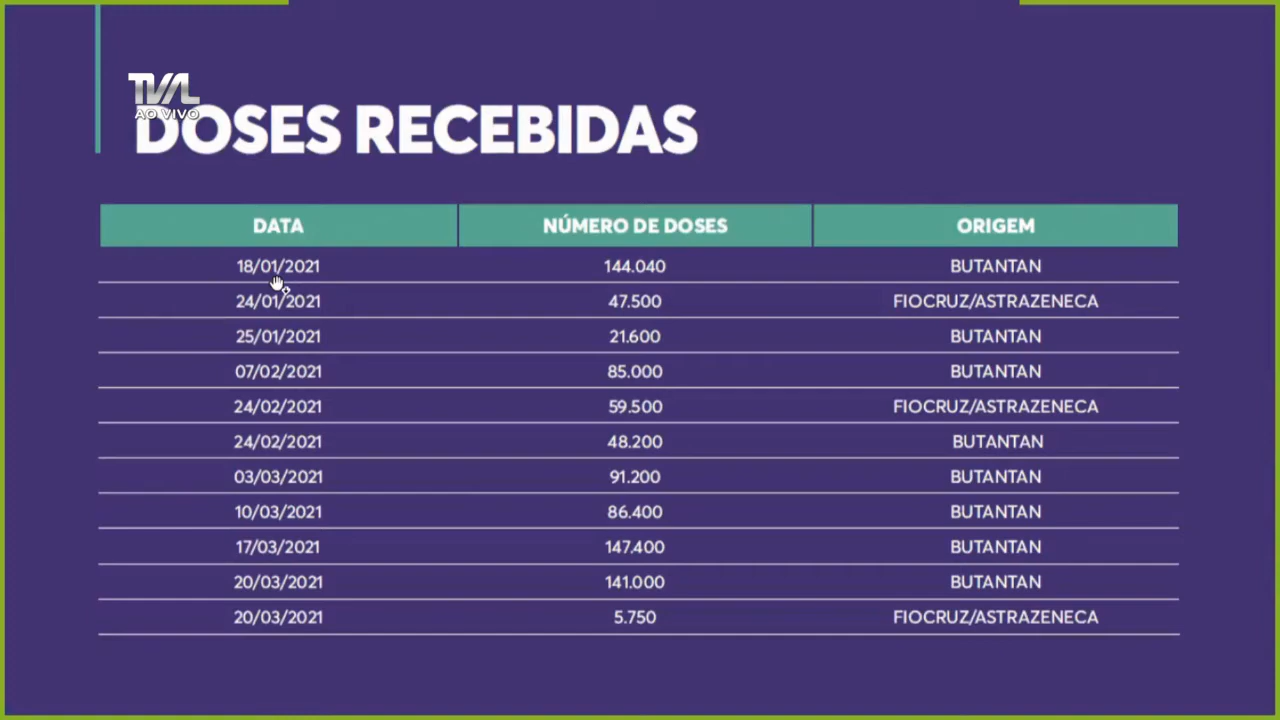 TVAL
AO VIVO
DOSES RECEBIDAS
DATA NÚMERO DE DOSES ORIGEM
18/01/2021 144.040 BUTANTAN
24/01/2021 47.500 FIOCRUZ/ASTRAZENECA
25/01/2021 21.600 BUTANTAN
07/02/2021 85.000 BUTANTAN
24/02/2021 59.500 FIOCRUZ/ASTRAZENECA
24/02/2021 48.200 BUTANTAN
03/03/2021 91.200 BUTANTAN
10/03/2021 86.400 BUTANTAN
17/03/2021 147.400 BUTANTAN
20/03/2021 141.000 BUTANTAN
20/03/2021 5.750 FIOCRUZ/ASTRAZENECA